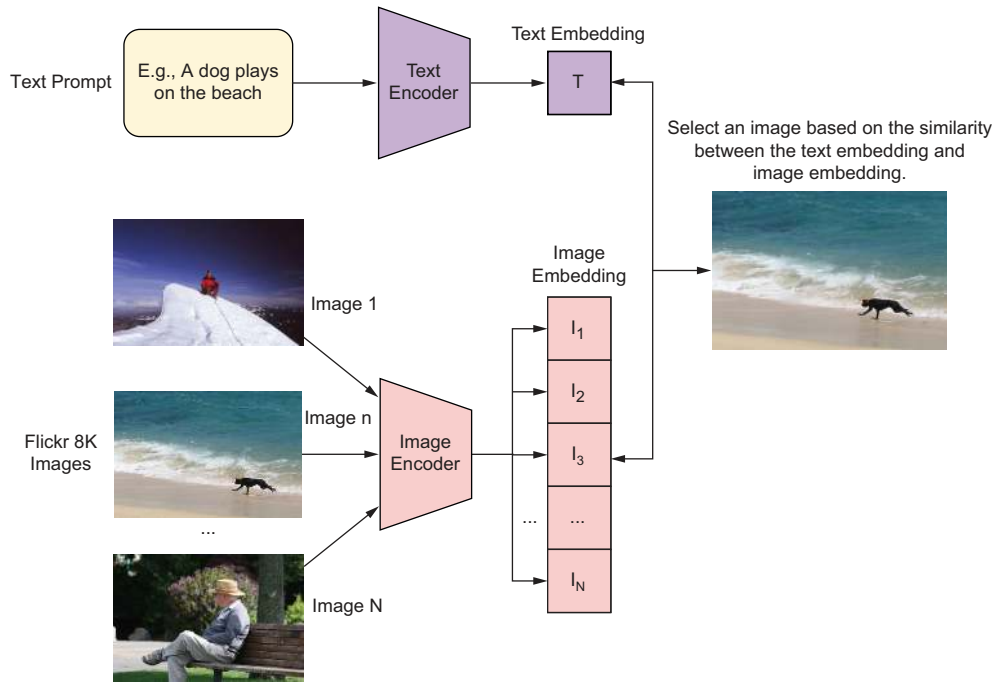 Text Embedding
Text Prompt
E.g., A dog plays
on the beach
Text
Encoder
T
Select an image based on the similarity
between the text embedding and
image embedding.
Image
Embedding
Image 1
I1
I2
Image n
Flickr 8K
Images
Image
Encoder
I3
...
...
...
Image N
IN